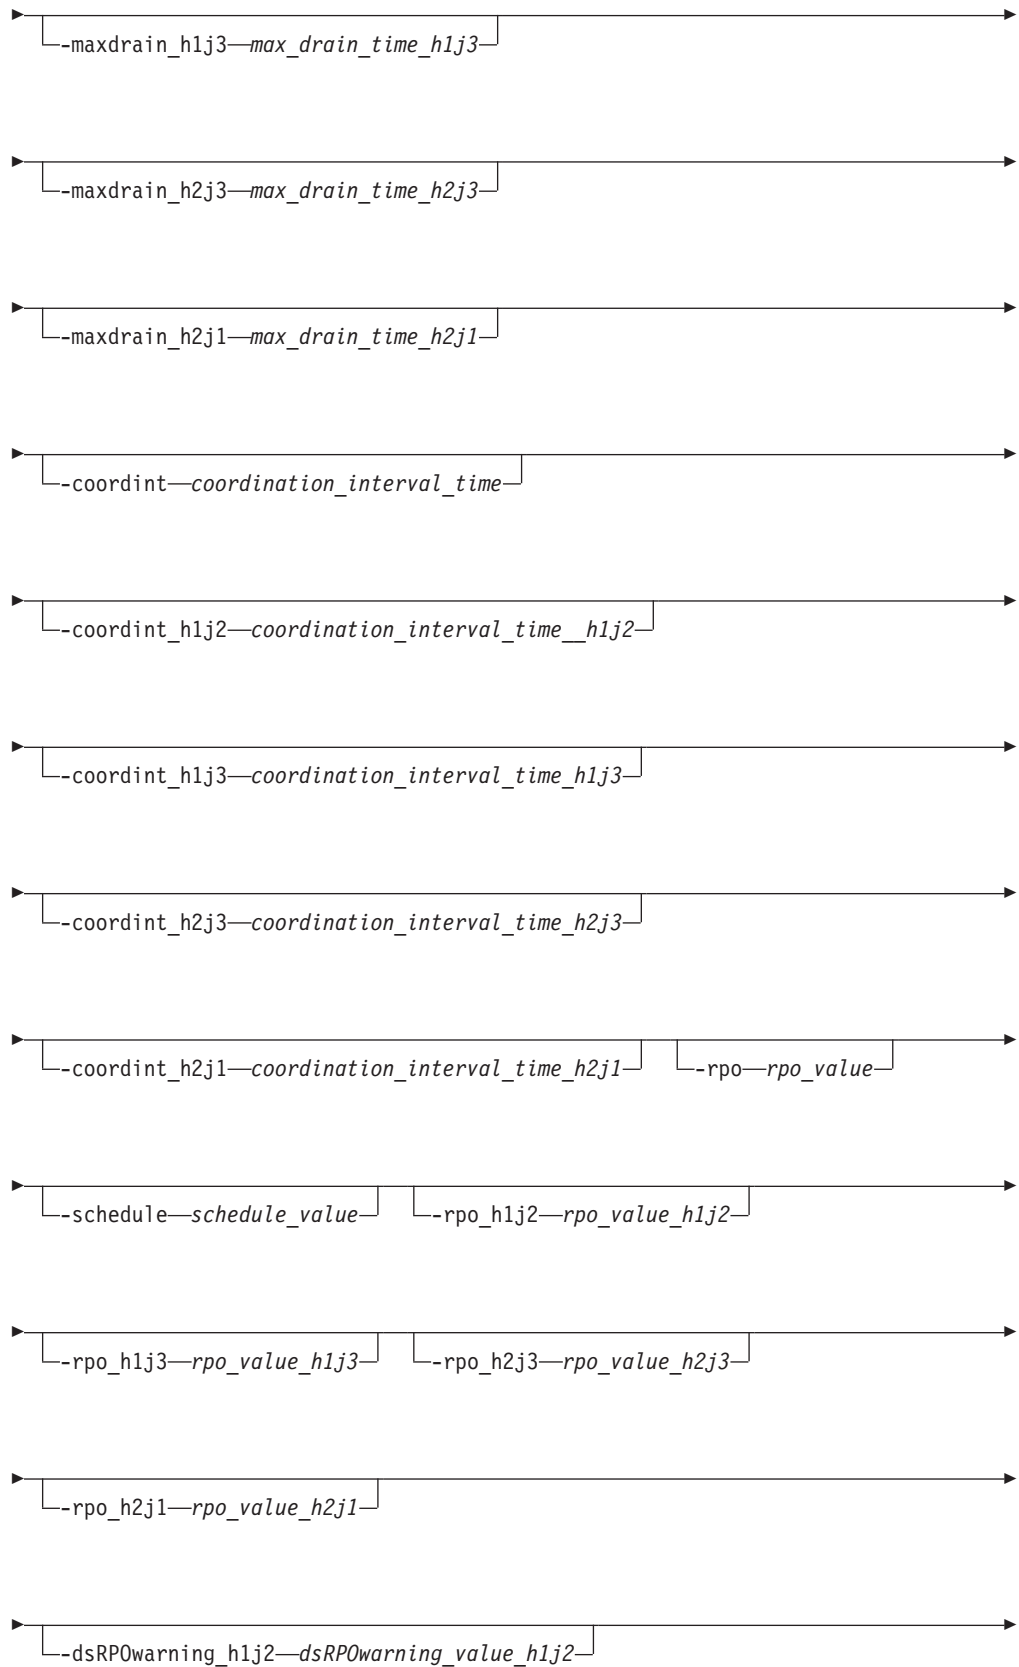 -maxdrain_h1j3 max_drain_time_h1j3
-maxdrain_h2j3 max_drain_time_h2j3
-maxdrain_h2j1 max_drain_time_h2j1
-coordint coordination_interval_time
-coordint_h1j2 coordination_interval_time__h1j2
-coordint_h1j3 coordination_interval_time_h1j3
-coordint_h2j3 coordination_interval_time_h2j3
-coordint_h2j1 coordination_interval_time_h2j1 -rpo rpo_value
-schedule schedule_value -rpo_h1j2 rpo_value_h1j2
-rpo_h1j3 rpo_value_h1j3 -rpo_h2j3 rpo_value_h2j3
-rpo_h2j1 rpo_value_h2j1
-dsRPOwarning_h1j2 dsRPOwarning_value_h1j2